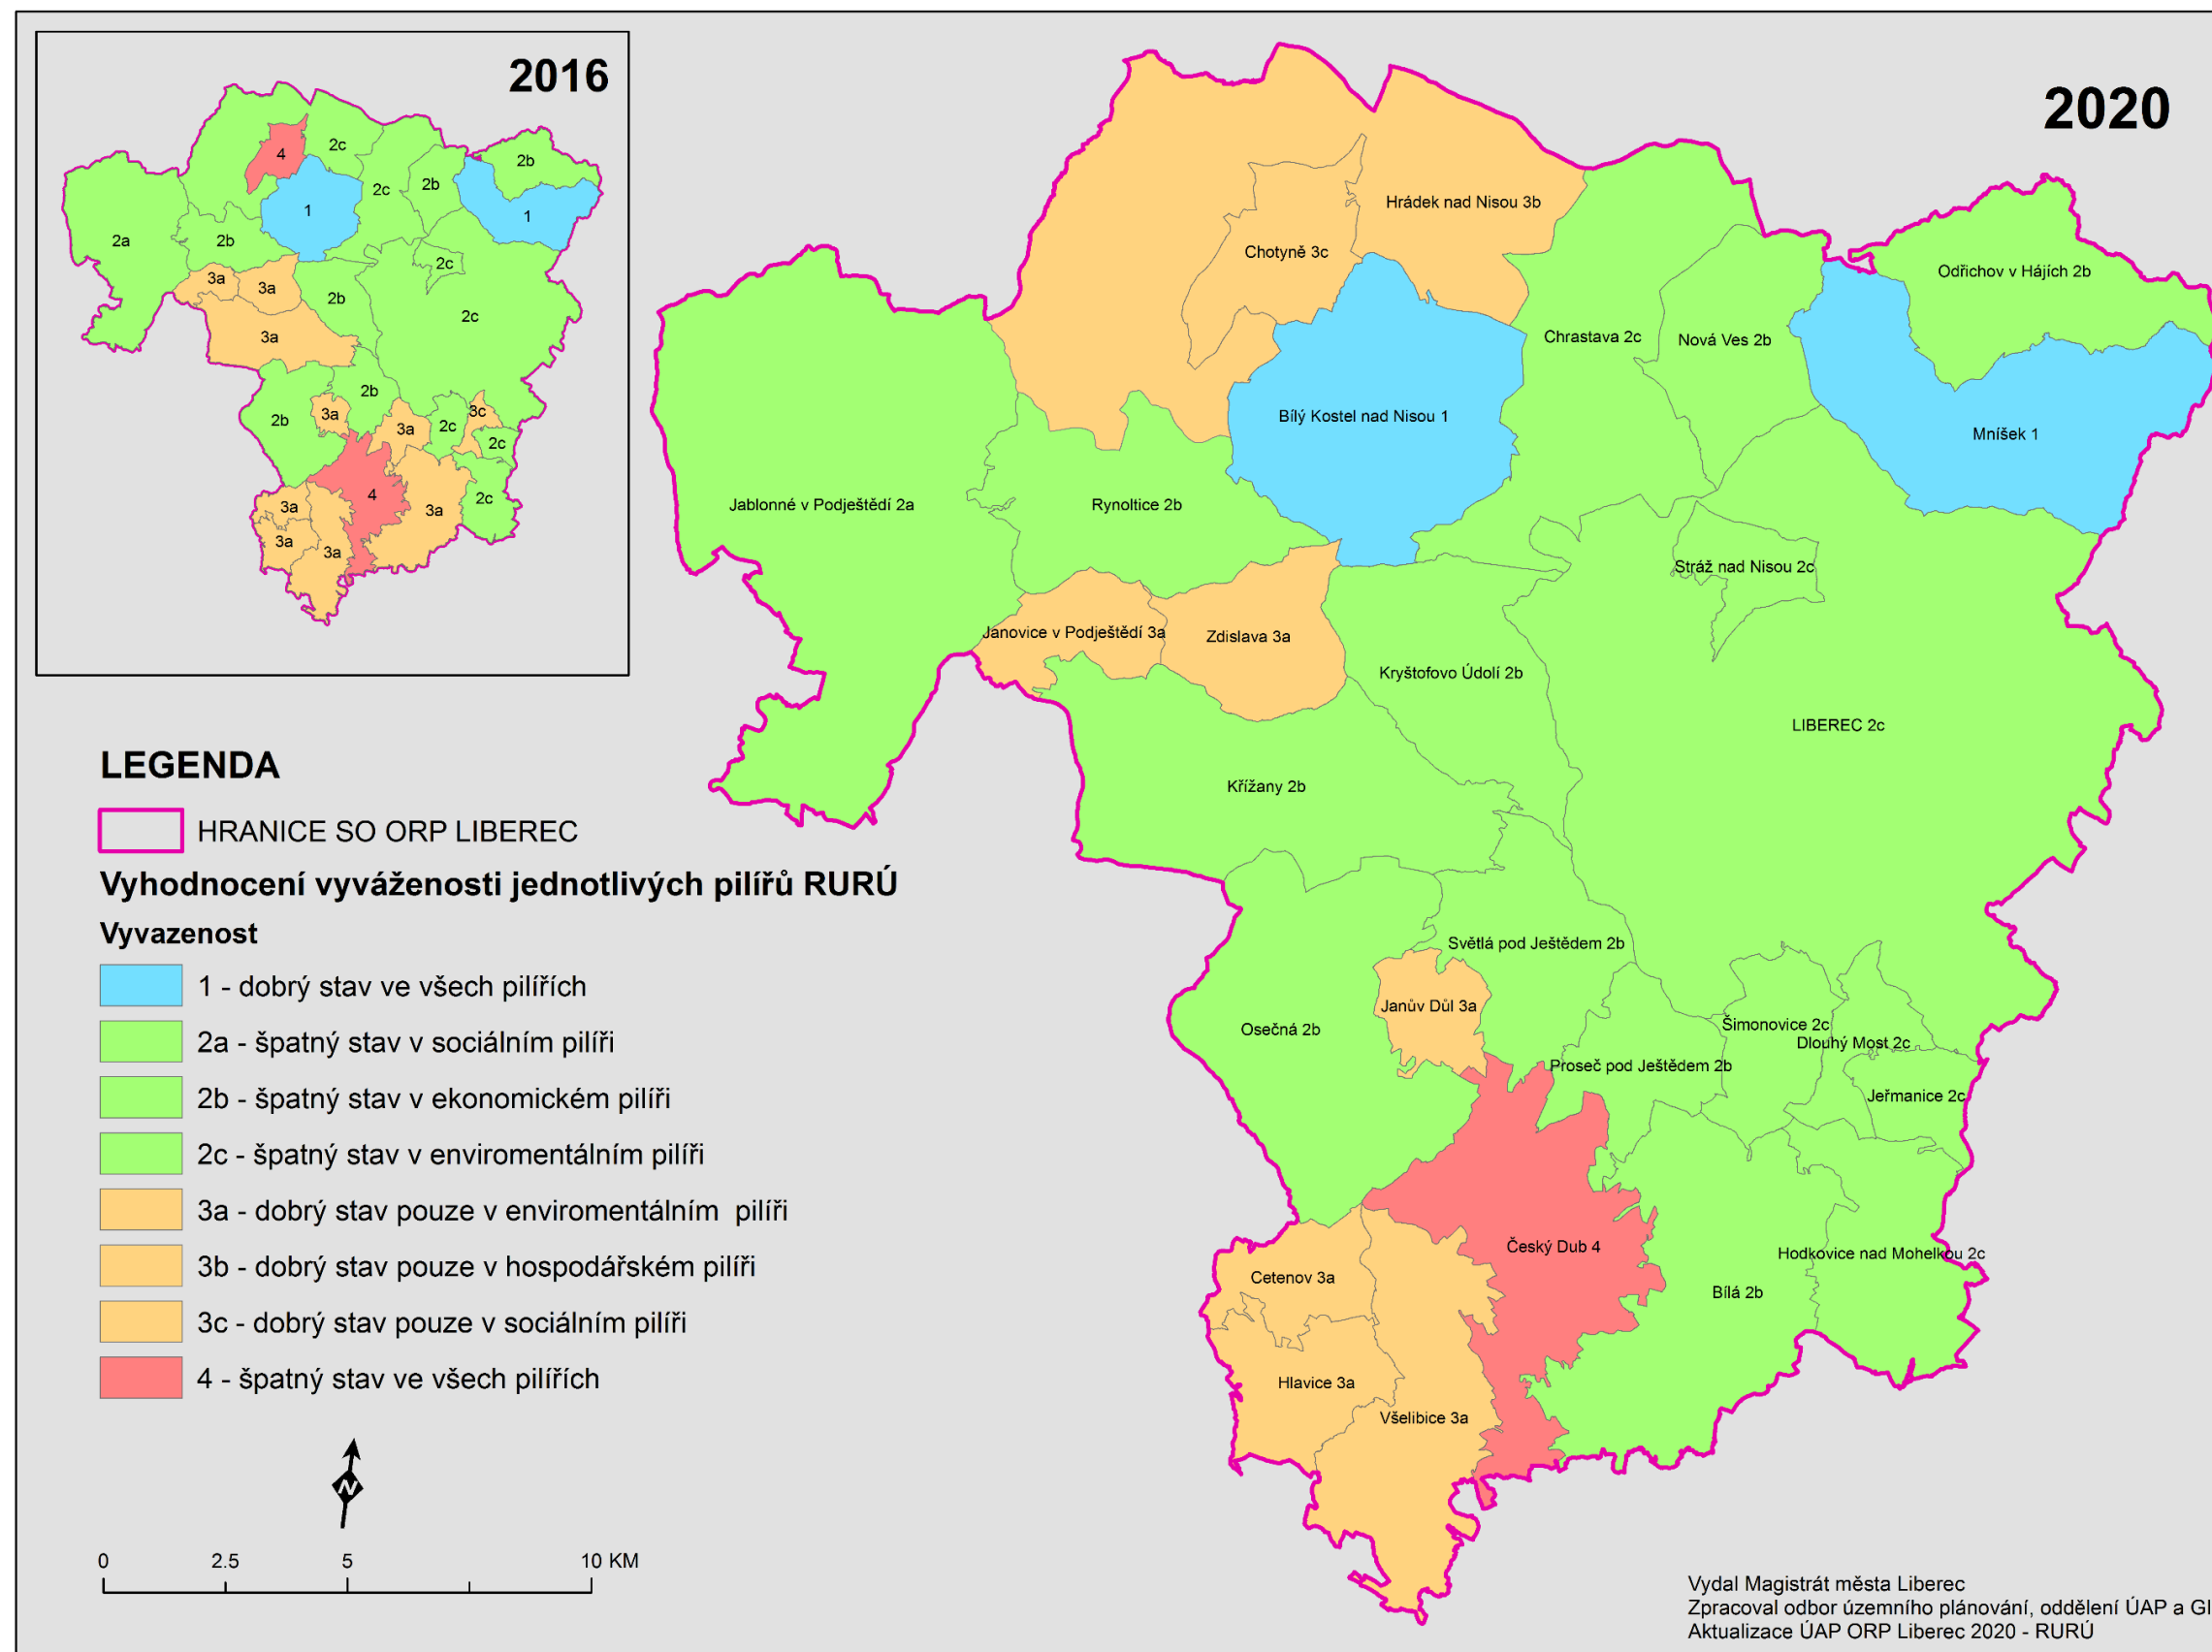 2016
4
2c
2b
2c
2b
1
1
2a
2b
2c
3a
3a
2b
2c
3a
2b
3a
3c
2b
3a
2c
2c
4
2c
3a
3a
3a
3a
2020
Hrádek nad Nisou 3b
Chotyně 3c
Odřichov v Hájích 2b
Chrastava 2c
Nová Ves 2b
Bílý Kostel nad Nisou 1
Mníšek 1
Jablonné v Podještědí 2a
Rynoltice 2b
Stráž nad Nisou 2c
Janovice v Podještědí 3a
Zdislava 3a
Kryštofovo Údolí 2b
LIBEREC 2c
Křížany 2b
Světlá pod Ještědem 2b
Janův Důl 3a
Osečná 2b
Šimonovice 2c
Dlouhý Most 2c
Proseč pod Ještědem 2b
Jeřmanice 2c
Český Dub 4
Hodkovice nad Mohelkou 2c
Cetenov 3a
Bílá 2b
Hlavice 3a
Všelibice 3a
LEGENDA
HRANICE SO ORP LIBEREC
Vyhodnocení vyváženosti jednotlivých pilířů RURÚ
Vyvazenost
1 - dobrý stav ve všech pilířích
2a - špatný stav v sociálním pilíři
2b - špatný stav v ekonomickém pilíři
2c - špatný stav v enviromentálním pilíři
3a - dobrý stav pouze v enviromentálním pilíři
3b - dobrý stav pouze v hospodářském pilíři
3c - dobrý stav pouze v sociálním pilíři
4 - špatný stav ve všech pilířích
N
0 2.5 5 10 KM
Vydal Magistrát města Liberec
Zpracoval odbor územního plánování, oddělení ÚAP a GI
Aktualizace ÚAP ORP Liberec 2020 - RURÚ